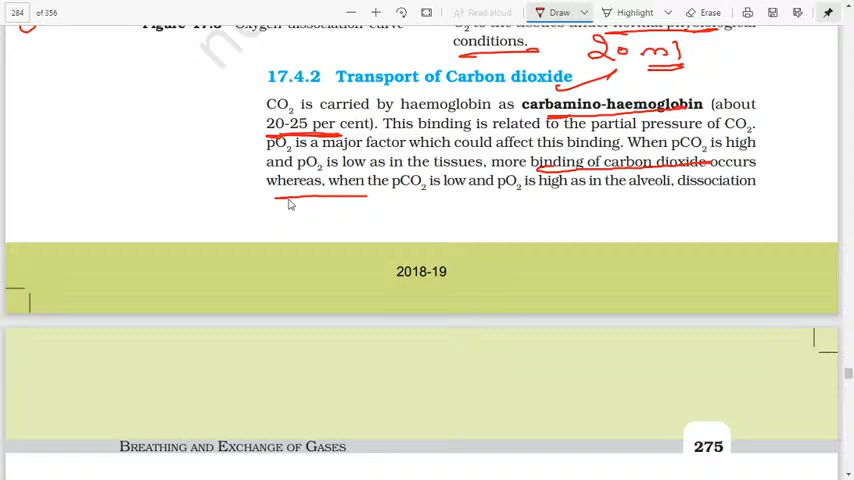 284 of 356
Read aloud
Draw
Highlight
Erase
Figure 17.5 Oxygen dissociation curve
O2 to the tissues under normal physiological
conditions.
20 ml
17.4.2 Transport of Carbon dioxide
CO2 is carried by haemoglobin as carbamino-haemoglobin (about
20-25 per cent). This binding is related to the partial pressure of CO2.
pO2 is a major factor which could affect this binding. When pCO2 is high
and pO2 is low as in the tissues, more binding of carbon dioxide occurs
whereas, when the pCO2 is low and pO2 is high as in the alveoli, dissociation
2018-19
BREATHING AND EXCHANGE OF GASES
275